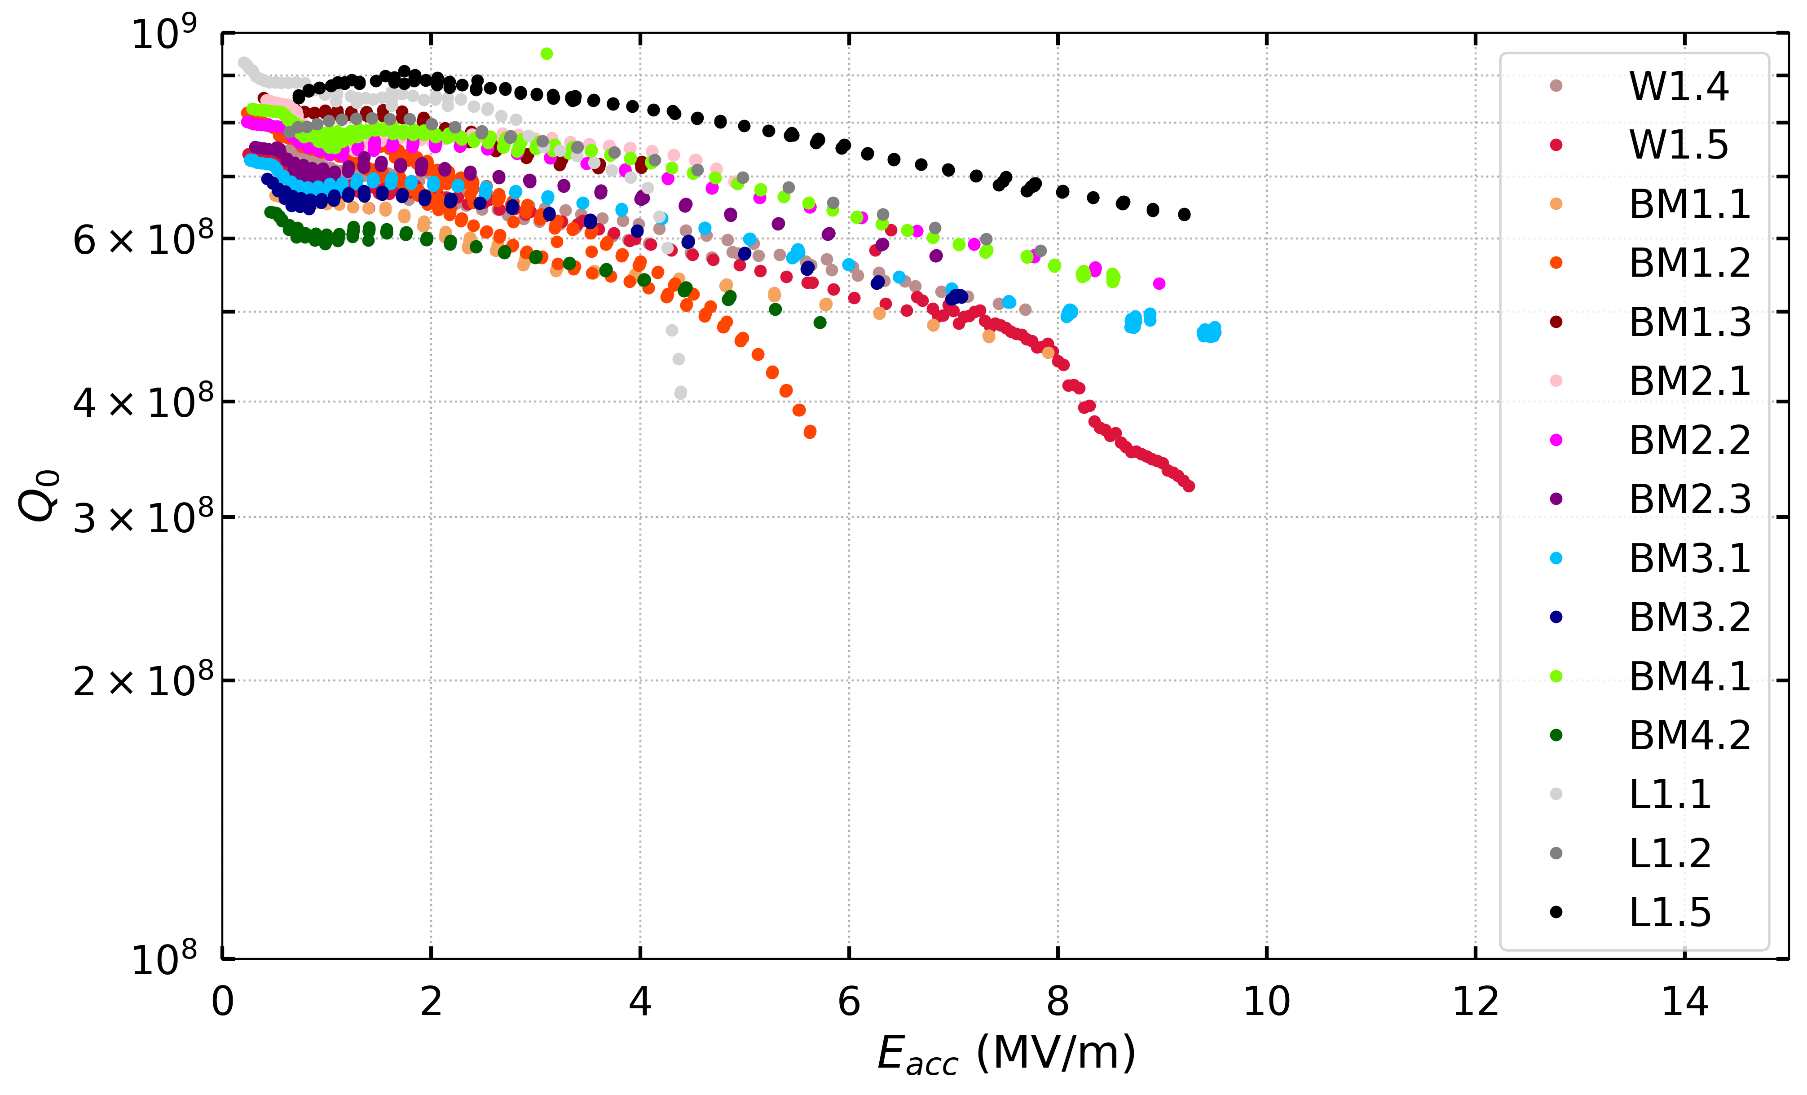 10⁹
6 × 10⁸
4 × 10⁸
3 × 10⁸
2 × 10⁸
10⁸
Q₀
0 2 4 6 8 10 12 14
E_acc (MV/m)
W1.4
W1.5
BM1.1
BM1.2
BM1.3
BM2.1
BM2.2
BM2.3
BM3.1
BM3.2
BM4.1
BM4.2
L1.1
L1.2
L1.5